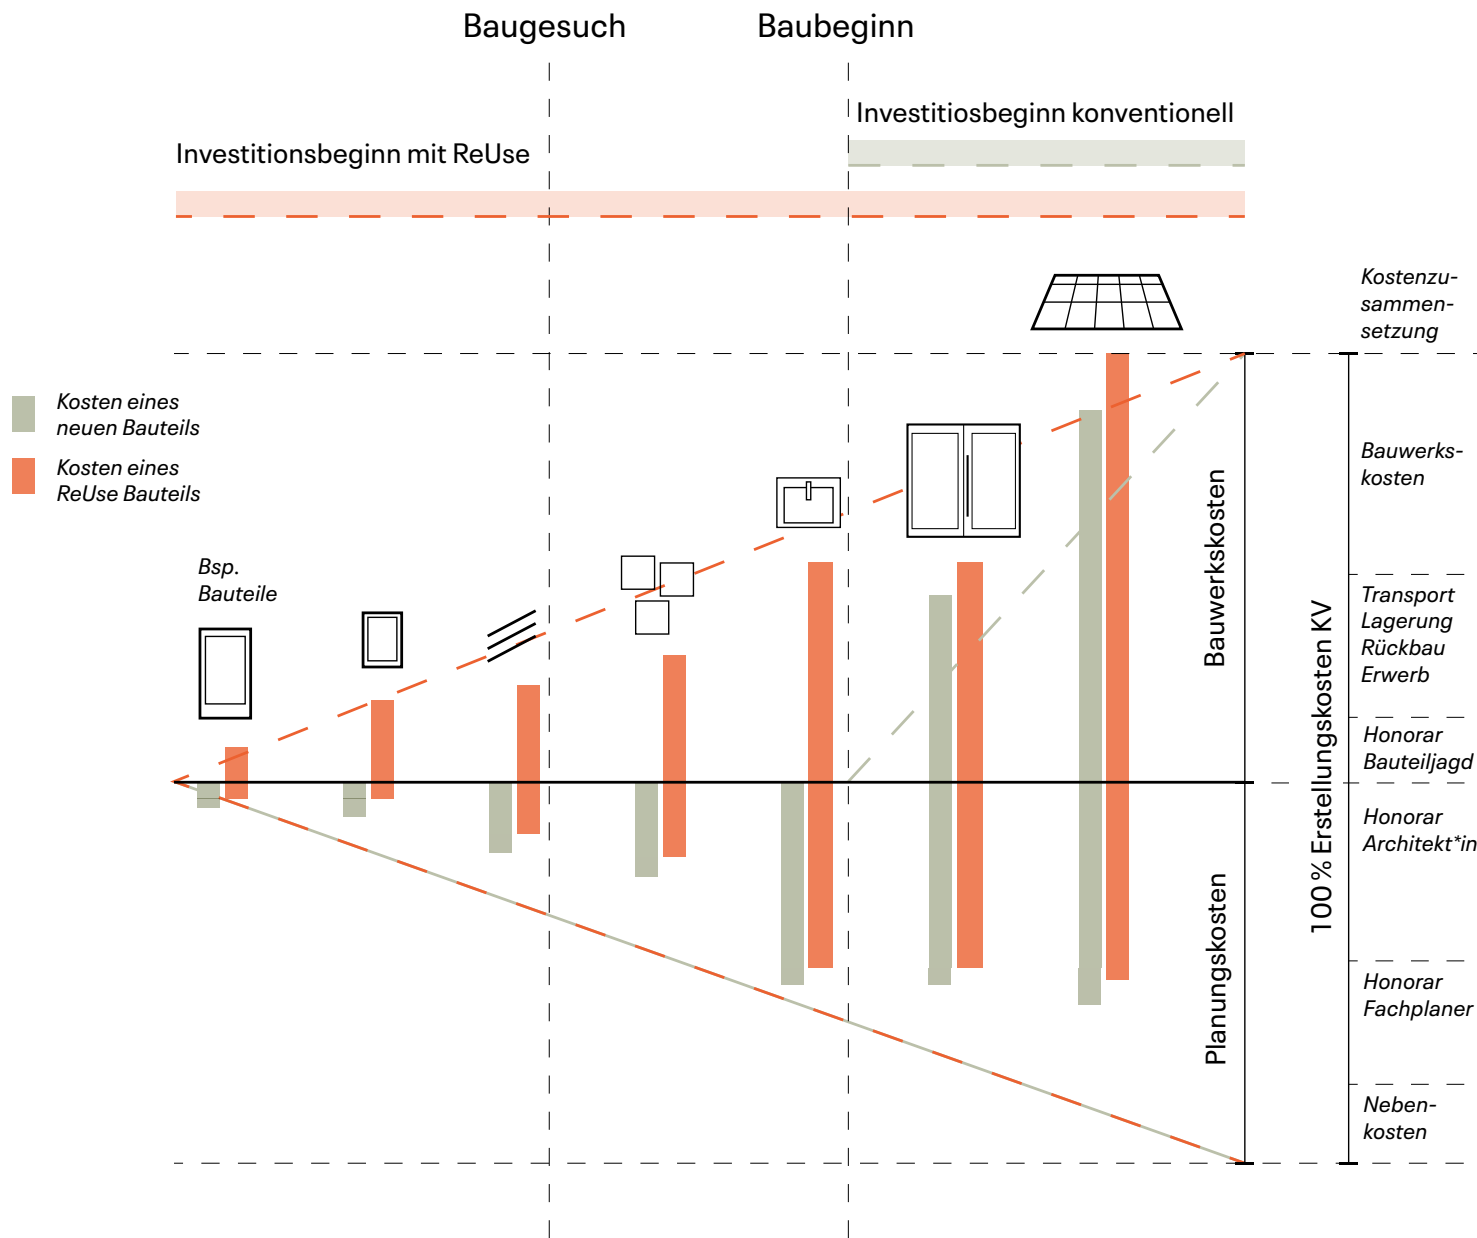 Baugesuch
Baubeginn
Investitiosbeginn konventionell
Investitionsbeginn mit ReUse
Kostenzu-
sammen-
setzung
Kosten eines
neuen Bauteils
Kosten eines
ReUse Bauteils
Bsp.
Bauteile
Bauwerkskosten
Planungskosten
100 % Erstellungskosten KV
Bauwerks-
kosten
Transport
Lagerung
Rückbau
Erwerb
Honorar
Bauteiljagd
Honorar
Architekt*in
Honorar
Fachplaner
Neben-
kosten